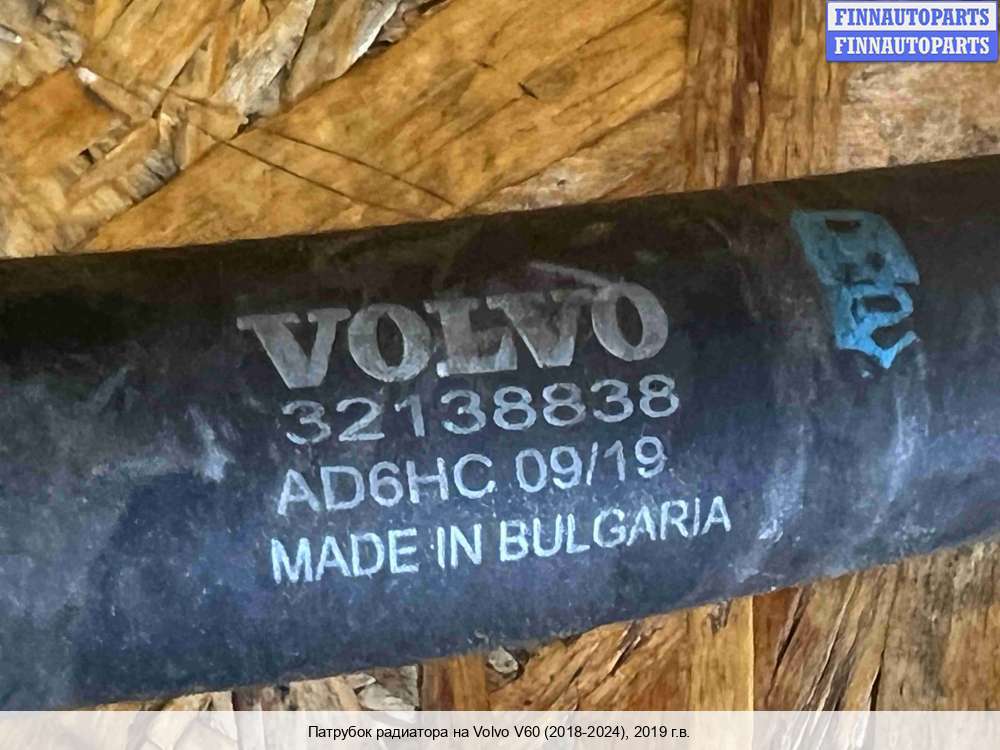 FINNAUTOPARTS
FINNAUTOPARTS
VOLVO
32138838
AD6HC 09/19
MADE IN BULGARIA
Патрубок радиатора на Volvo V60 (2018-2024), 2019 г.в.